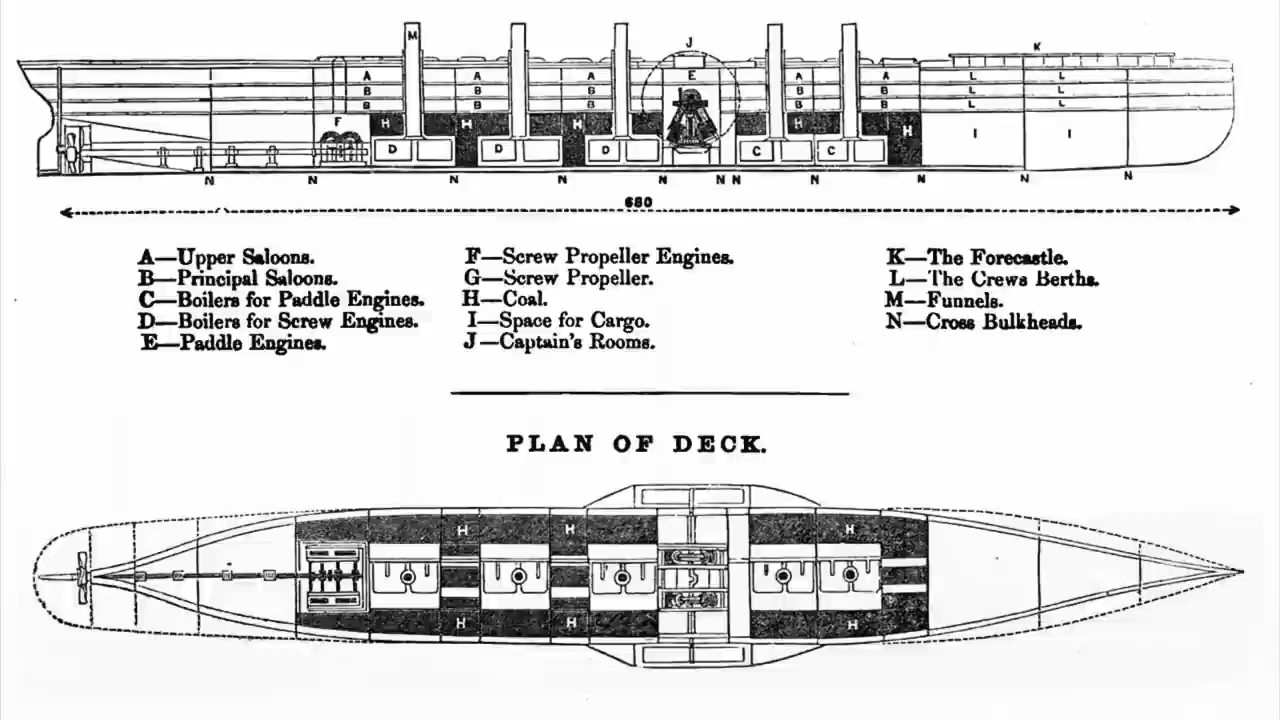 M J K
A A A E A A L L
B B B B B L L
B B B B B L L
F H H H H H I I
D D D C C
N N N N N N N N N N N
680
A—Upper Saloons.
B—Principal Saloons.
C—Boilers for Paddle Engines.
D—Boilers for Screw Engines.
E—Paddle Engines.
F—Screw Propeller Engines.
G—Screw Propeller.
H—Coal.
I—Space for Cargo.
J—Captain's Rooms.
K—The Forecastle.
L—The Crews Berths.
M—Funnels.
N—Cross Bulkheads.
PLAN OF DECK.
H H H
H H H